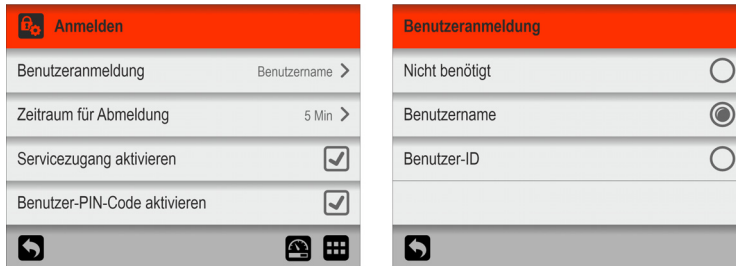 Anmelden
Benutzeranmeldung Benutzername
Zeitraum für Abmeldung 5 Min
Servicezugang aktivieren
Benutzer-PIN-Code aktivieren
Benutzeranmeldung
Nicht benötigt
Benutzername
Benutzer-ID